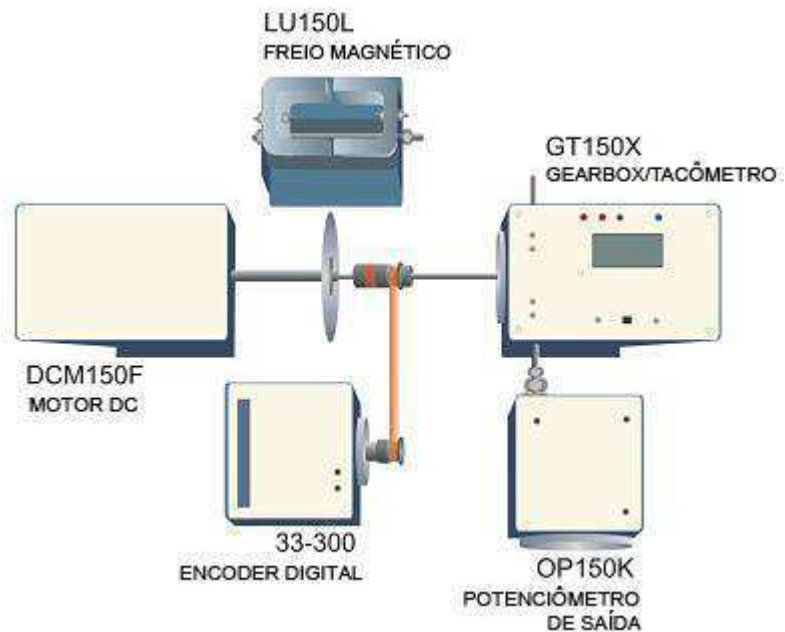 LU150L
FREIO MAGNÉTICO
GT150X
GEARBOX/TACÔMETRO
DCM150F
MOTOR DC
33-300
ENCODER DIGITAL
OP150K
POTENCIÔMETRO
DE SAÍDA